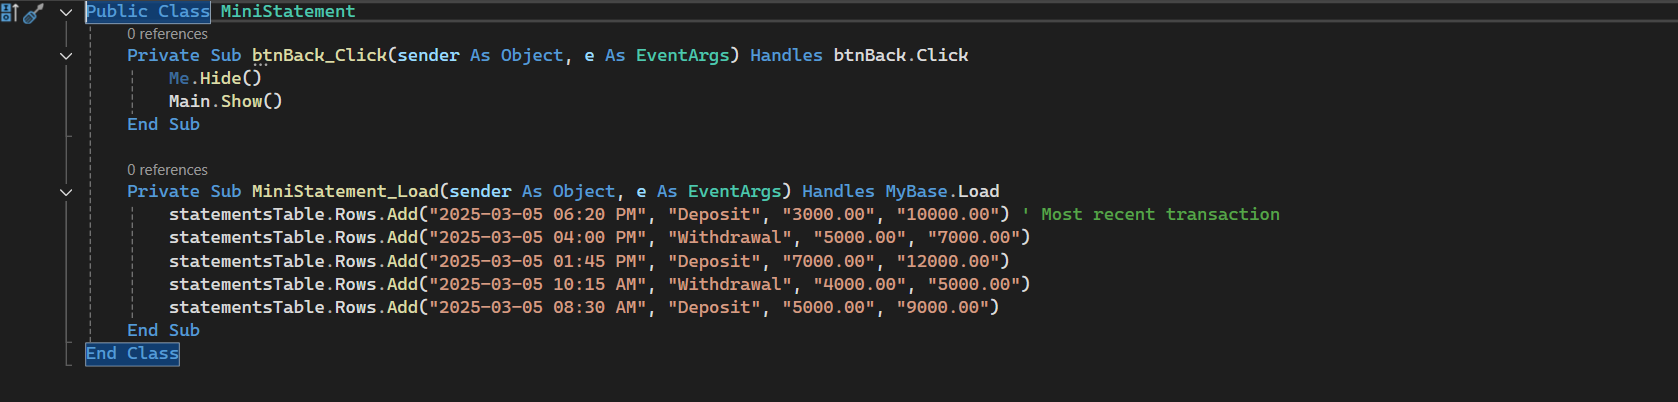 Public Class MiniStatement
0 references
Private Sub btnBack_Click(sender As Object, e As EventArgs) Handles btnBack.Click
Me.Hide()
Main.Show()
End Sub
0 references
Private Sub MiniStatement_Load(sender As Object, e As EventArgs) Handles MyBase.Load
statementsTable.Rows.Add("2025-03-05 06:20 PM", "Deposit", "3000.00", "10000.00") ' Most recent transaction
statementsTable.Rows.Add("2025-03-05 04:00 PM", "Withdrawal", "5000.00", "7000.00")
statementsTable.Rows.Add("2025-03-05 01:45 PM", "Deposit", "7000.00", "12000.00")
statementsTable.Rows.Add("2025-03-05 10:15 AM", "Withdrawal", "4000.00", "5000.00")
statementsTable.Rows.Add("2025-03-05 08:30 AM", "Deposit", "5000.00", "9000.00")
End Sub
End Class